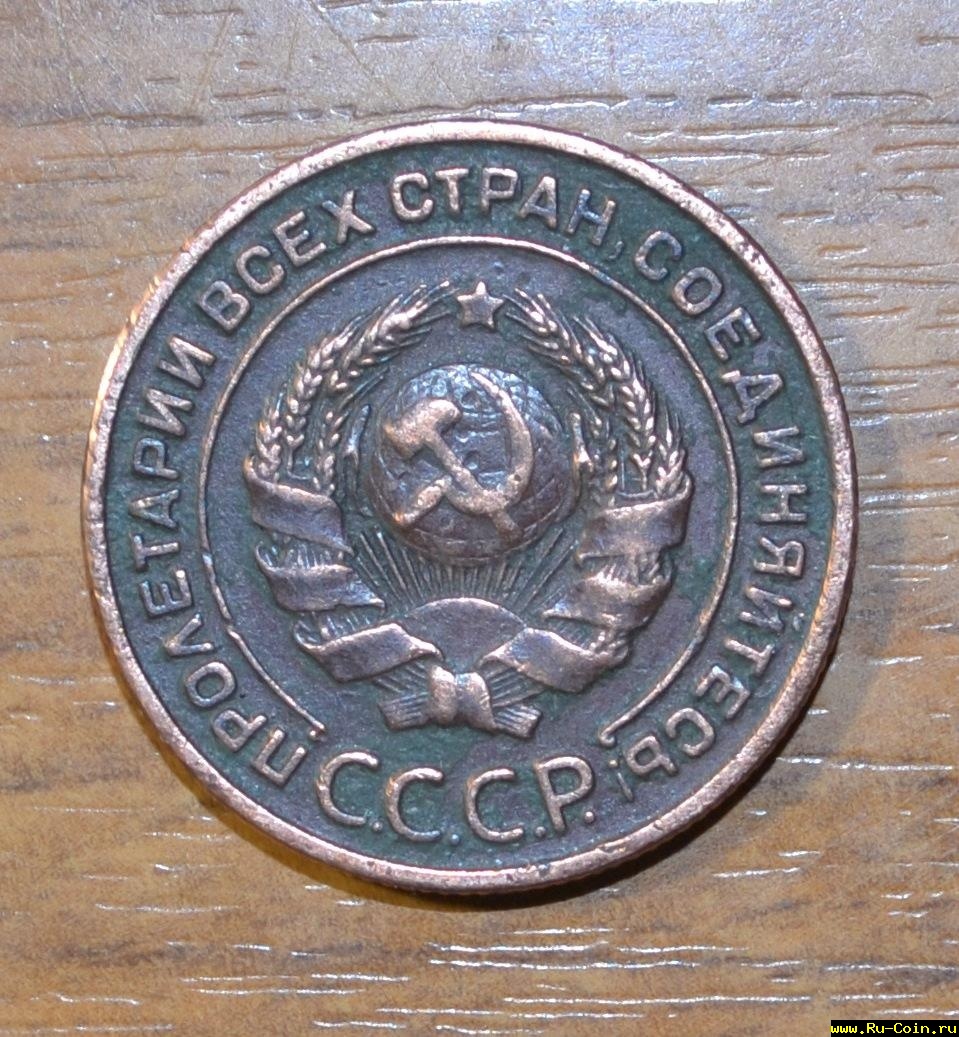 ПРОЛЕТАРИИ ВСЕХ СТРАН, СОЕДИНЯЙТЕСЬ!
С.С.С.Р.
www.Ru-Coin.ru